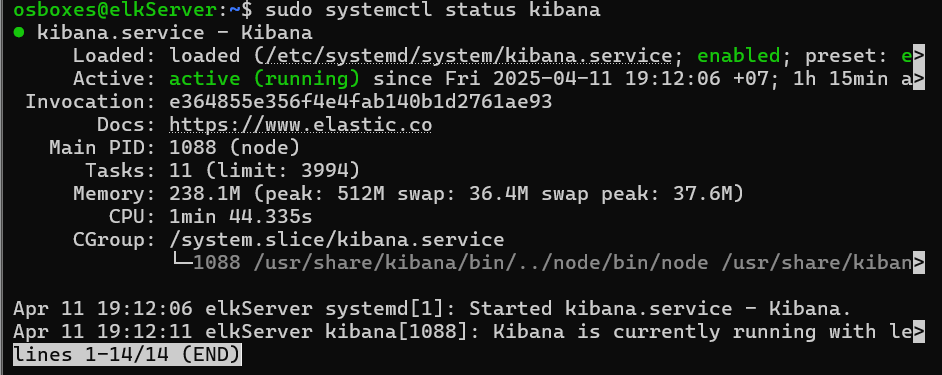 osboxes@elkServer:~$ sudo systemctl status kibana
● kibana.service - Kibana
Loaded: loaded (/etc/systemd/system/kibana.service; enabled; preset: e>
Active: active (running) since Fri 2025-04-11 19:12:06 +07; 1h 15min a>
Invocation: e364855e356f4e4fab140b1d2761ae93
Docs: https://www.elastic.co
Main PID: 1088 (node)
Tasks: 11 (limit: 3994)
Memory: 238.1M (peak: 512M swap: 36.4M swap peak: 37.6M)
CPU: 1min 44.335s
CGroup: /system.slice/kibana.service
└─1088 /usr/share/kibana/bin/../node/bin/node /usr/share/kiban>
Apr 11 19:12:06 elkServer systemd[1]: Started kibana.service - Kibana.
Apr 11 19:12:11 elkServer kibana[1088]: Kibana is currently running with le>
lines 1-14/14 (END)